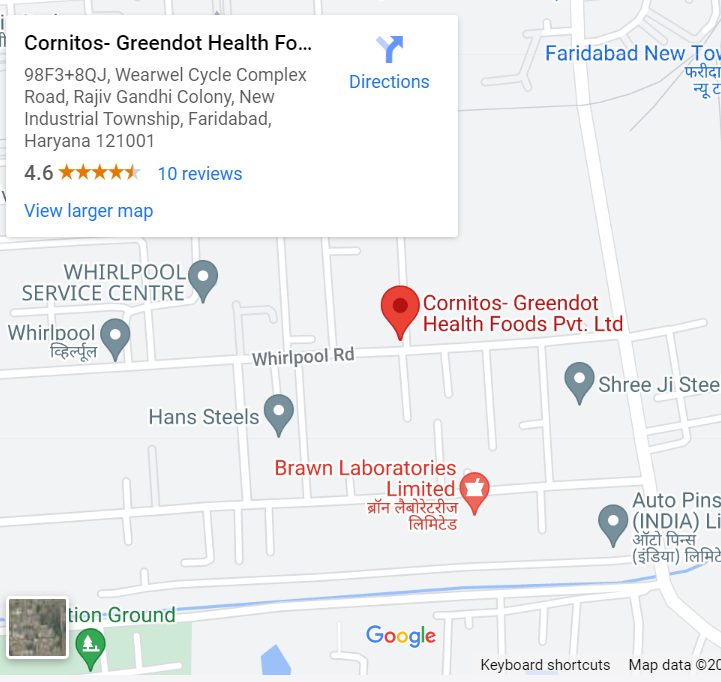 Cornitos- Greendot Health Fo...
98F3+8QJ, Wearwel Cycle Complex
Road, Rajiv Gandhi Colony, New
Industrial Township, Faridabad,
Haryana 121001
4.6 10 reviews
View larger map
Directions
Faridabad New Tow
फरीदा
न्यू ट
WHIRLPOOL
SERVICE CENTRE
Whirlpool
व्हिर्लपूल
Cornitos- Greendot
Health Foods Pvt. Ltd
Whirlpool Rd
Shree Ji Stee
Hans Steels
Brawn Laboratories
Limited
ब्रॉन लैबोरेटरीज
लिमिटेड
Auto Pins
(INDIA) Li
ऑटो पिन्स
(इंडिया) लिमिटे
tion Ground
Google
Keyboard shortcuts Map data ©20